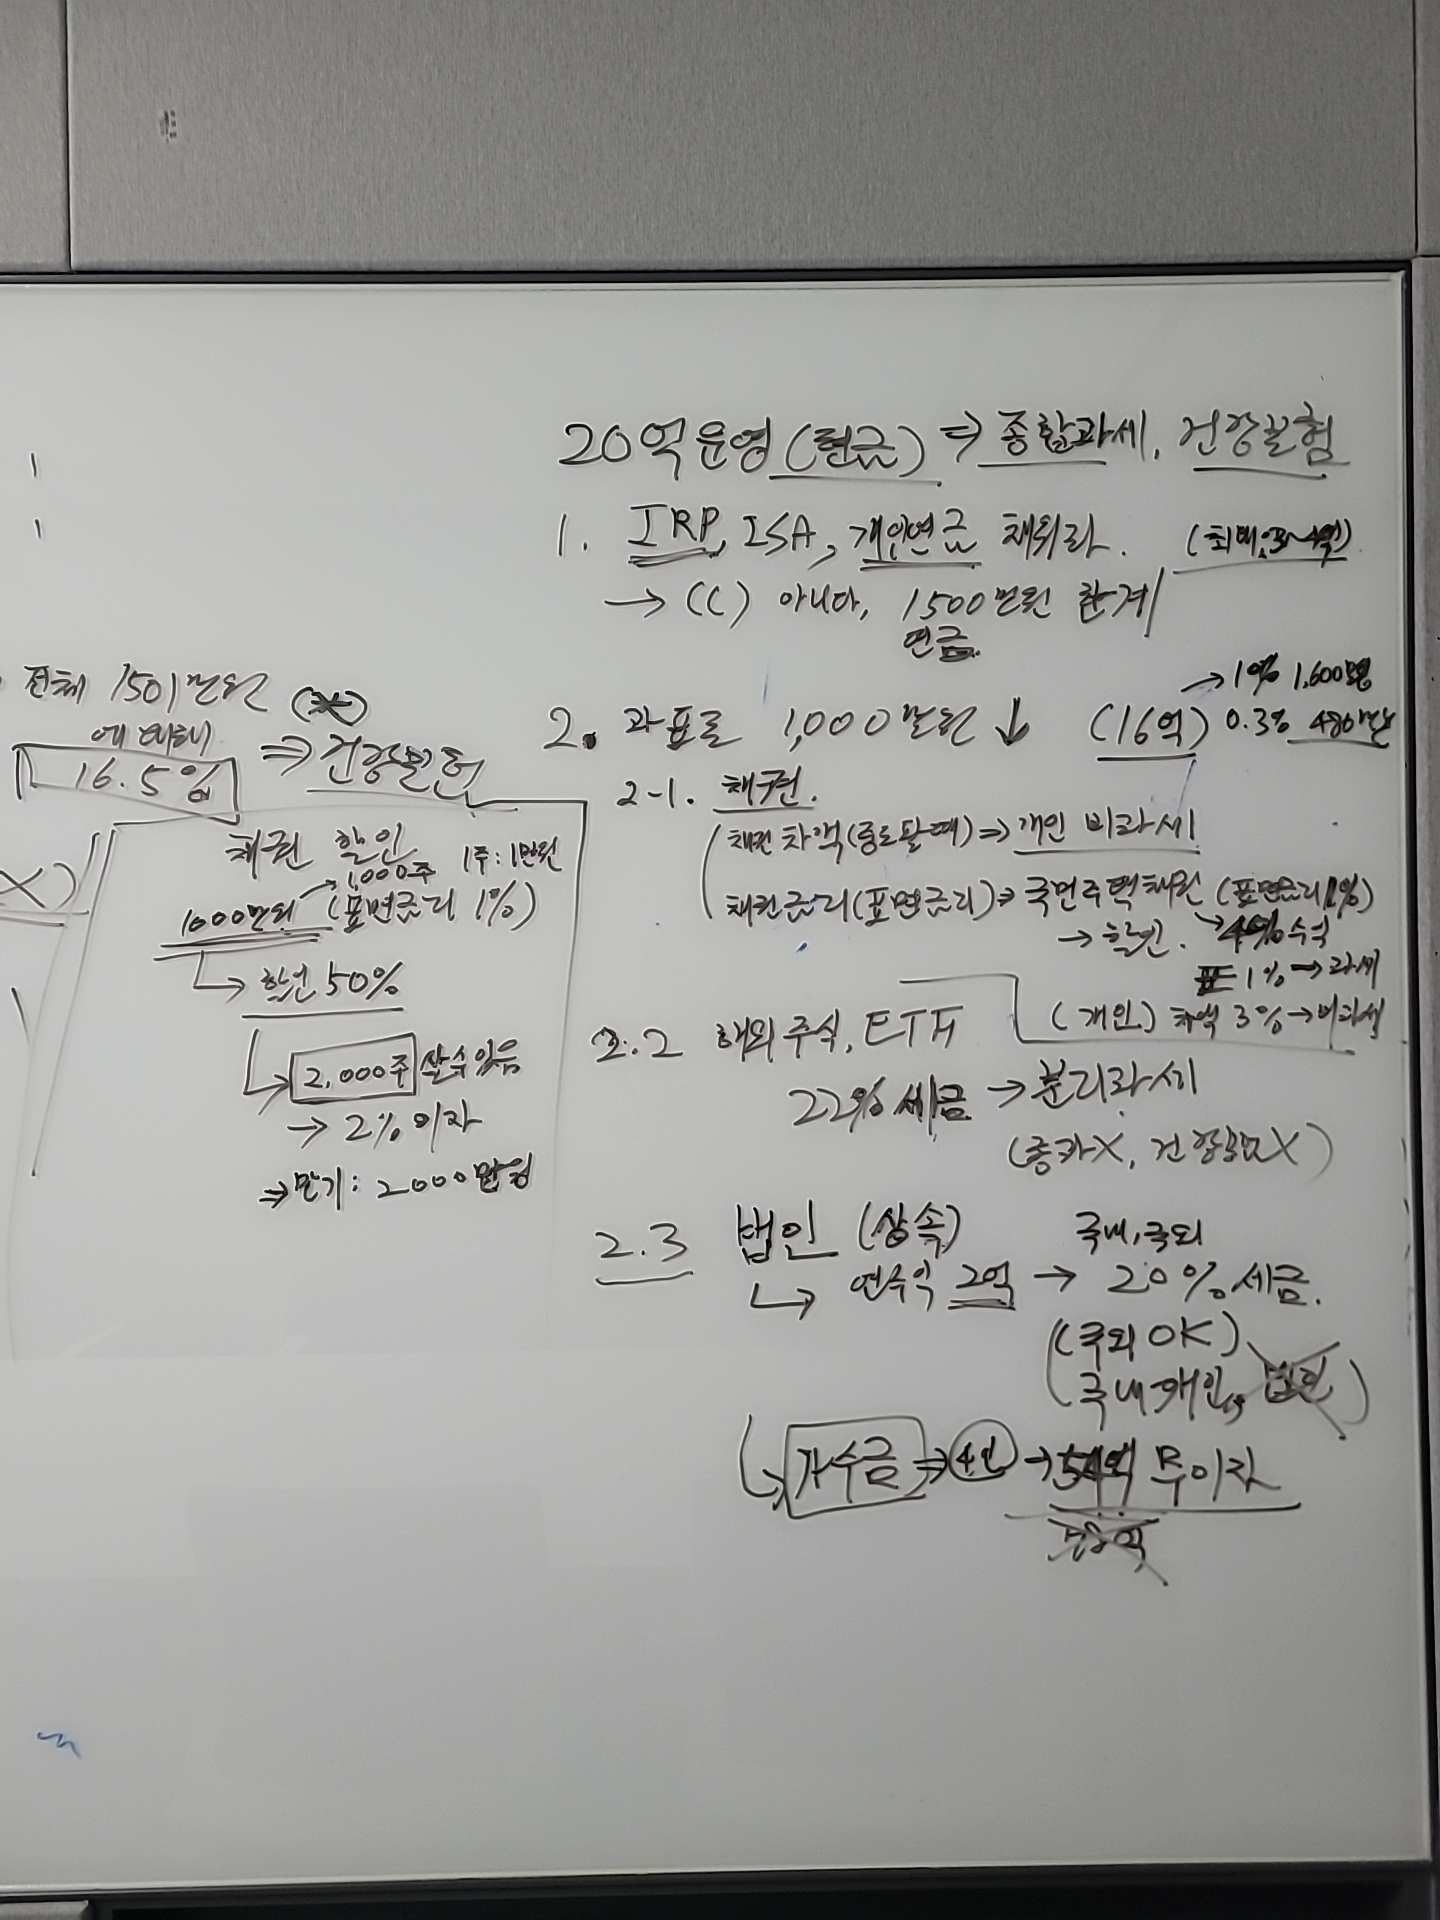 20억 운영(현금) ⇒ 종합과세, 건강보험
1. IRP, ISA, 개인연금 채워라. (최대:3~4억)
→ (C) 아니다, 1500만원 한계
연금
→ 1% 1,600만원
2. 과표를 1,000만원 ↓ (16억) 0.3% 480만원
2-1. 채권.
채권 차액(중도팔때) ⇒ 개인 비과세
채권금리(표면금리) ⇒ 국민주택채권 (표면금리 1%)
→ 할인. → 4% 수익
표 1% → 과세
(개인) 차액 3% → 비과세
2.2 해외주식, ETF
22% 세금 → 분리과세
(종과X, 건강보X)
2.3 법인 (상속) 국내, 국외
연수익 2억 → 20% 세금.
(국외 OK)
국내 개인, 법인
가수금 ⇒ 4인 → 무이자
전체 1501만원 (*)
에 대해
16.5% ⇒ 건강보험
X)
채권 할인
→ 1,000주 1주: 1만원
1000만원 (표면금리 1%)
할인 50%
2,000주 살 수 있음
→ 2% 이자
⇒ 만기: 2000만원